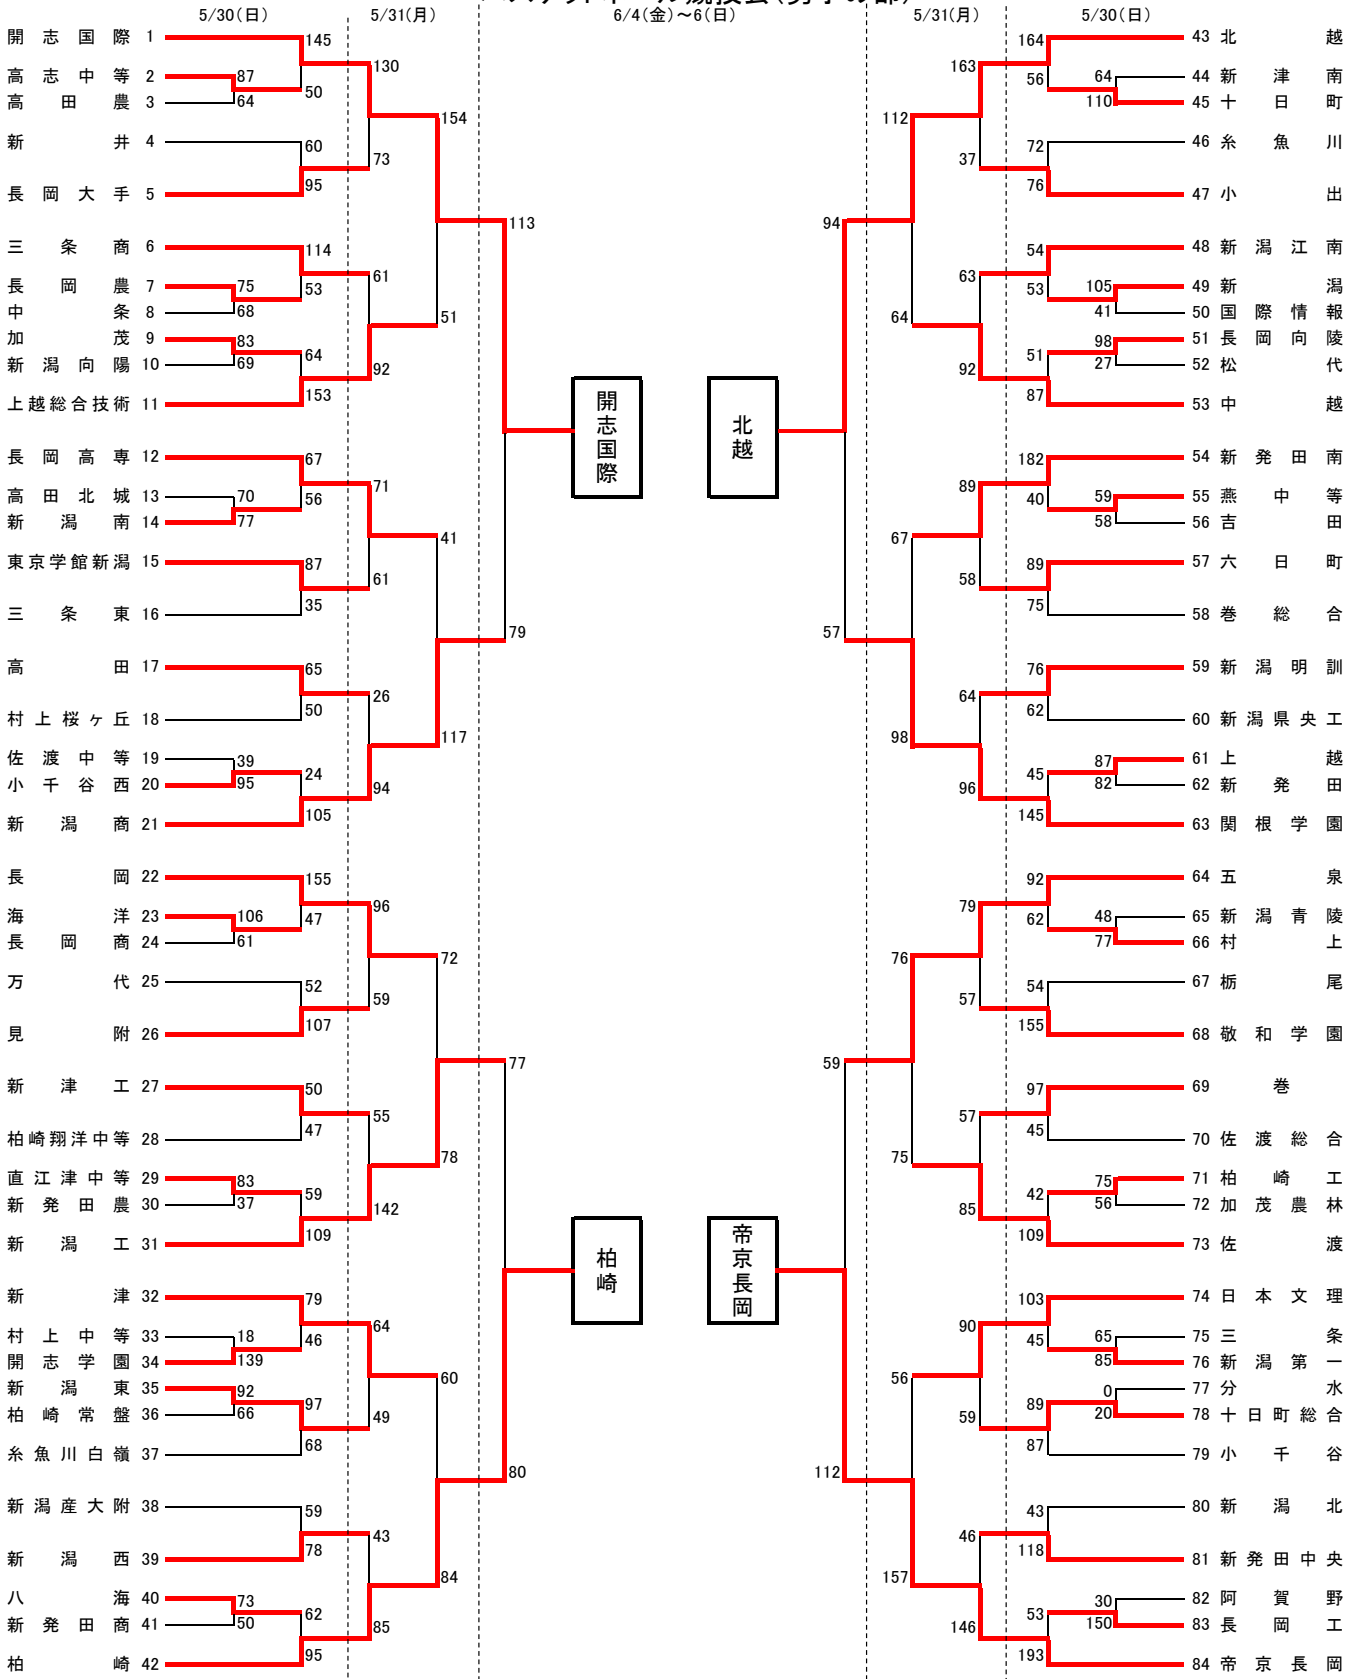 競技会(男子の部)
5/30(日)
5/31(月)
6/4(金)~6(日)
5/31(月)
5/30(日)
開志国際 1
高志中等 2
高田農 3
新井 4
長岡大手 5
三条商 6
長岡農 7
中条 8
加茂 9
新潟向陽 10
上越総合技術 11
長岡高専 12
高田北城 13
新潟南 14
東京学館新潟 15
三条東 16
高田 17
村上桜ヶ丘 18
佐渡中等 19
小千谷西 20
新潟商 21
長岡 22
海洋 23
長岡商 24
万代 25
見附 26
新津工 27
柏崎翔洋中等 28
直江津中等 29
新発田農 30
新潟工 31
新津 32
村上中等 33
開志学園 34
新潟東 35
柏崎常盤 36
糸魚川白嶺 37
新潟産大附 38
新潟西 39
八海 40
新発田商 41
柏崎 42
87
64
75
68
83
69
70
77
39
95
106
61
83
37
18
139
92
66
73
50
145
50
60
95
114
53
64
153
67
56
87
35
65
50
24
105
155
47
52
107
50
47
59
109
79
46
97
68
59
78
62
95
130
73
61
92
71
61
26
94
96
59
55
142
64
49
43
85
154
51
41
117
72
78
60
84
113
79
77
80
開志国際
柏崎
北越
帝京長岡
94
57
59
112
112
64
67
98
76
75
56
157
163
37
63
92
89
58
64
96
79
57
57
85
90
59
46
146
164
56
72
76
54
53
51
87
182
40
89
75
76
62
45
145
92
62
54
155
97
45
42
109
103
45
89
87
43
118
53
193
64
110
105
41
98
27
59
58
87
82
48
77
75
56
65
85
0
20
30
150
43 北越
44 新津南
45 十日町
46 糸魚川
47 小出
48 新潟江南
49 新潟
50 国際情報
51 長岡向陵
52 松代
53 中越
54 新発田南
55 燕中等
56 吉田
57 六日町
58 巻総合
59 新潟明訓
60 新潟県央工
61 上越
62 新発田
63 関根学園
64 五泉
65 新潟青陵
66 村上
67 栃尾
68 敬和学園
69 巻
70 佐渡総合
71 柏崎工
72 加茂農林
73 佐渡
74 日本文理
75 三条
76 新潟第一
77 分水
78 十日町総合
79 小千谷
80 新潟北
81 新発田中央
82 阿賀野
83 長岡工
84 帝京長岡